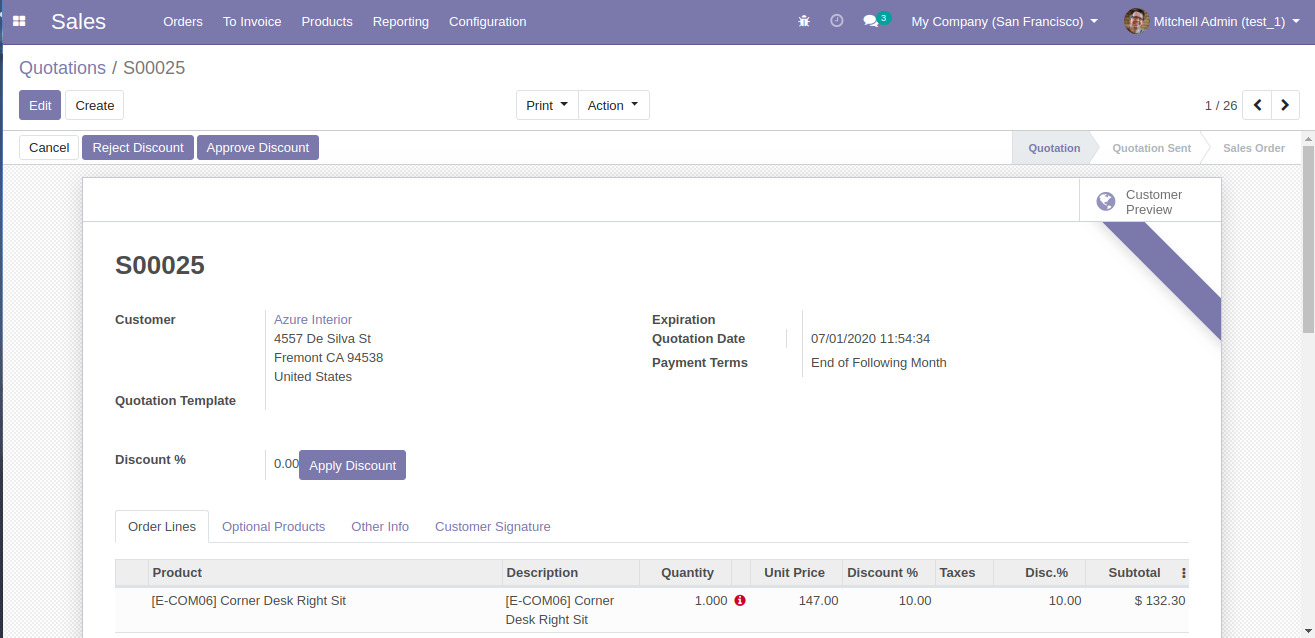 Sales
Orders
To Invoice
Products
Reporting
Configuration
3
My Company (San Francisco)
Mitchell Admin (test_1)
Quotations / S00025
Edit
Create
Print
Action
1 / 26
Cancel
Reject Discount
Approve Discount
Quotation
Quotation Sent
Sales Order
Customer
Preview
S00025
Customer
Azure Interior
4557 De Silva St
Fremont CA 94538
United States
Quotation Template
Expiration
Quotation Date
07/01/2020 11:54:34
Payment Terms
End of Following Month
Discount %
0.00
Apply Discount
Order Lines
Optional Products
Other Info
Customer Signature
Product
Description
Quantity
Unit Price
Discount %
Taxes
Disc.%
Subtotal
[E-COM06] Corner Desk Right Sit
[E-COM06] Corner
Desk Right Sit
1.000
147.00
10.00
10.00
$ 132.30